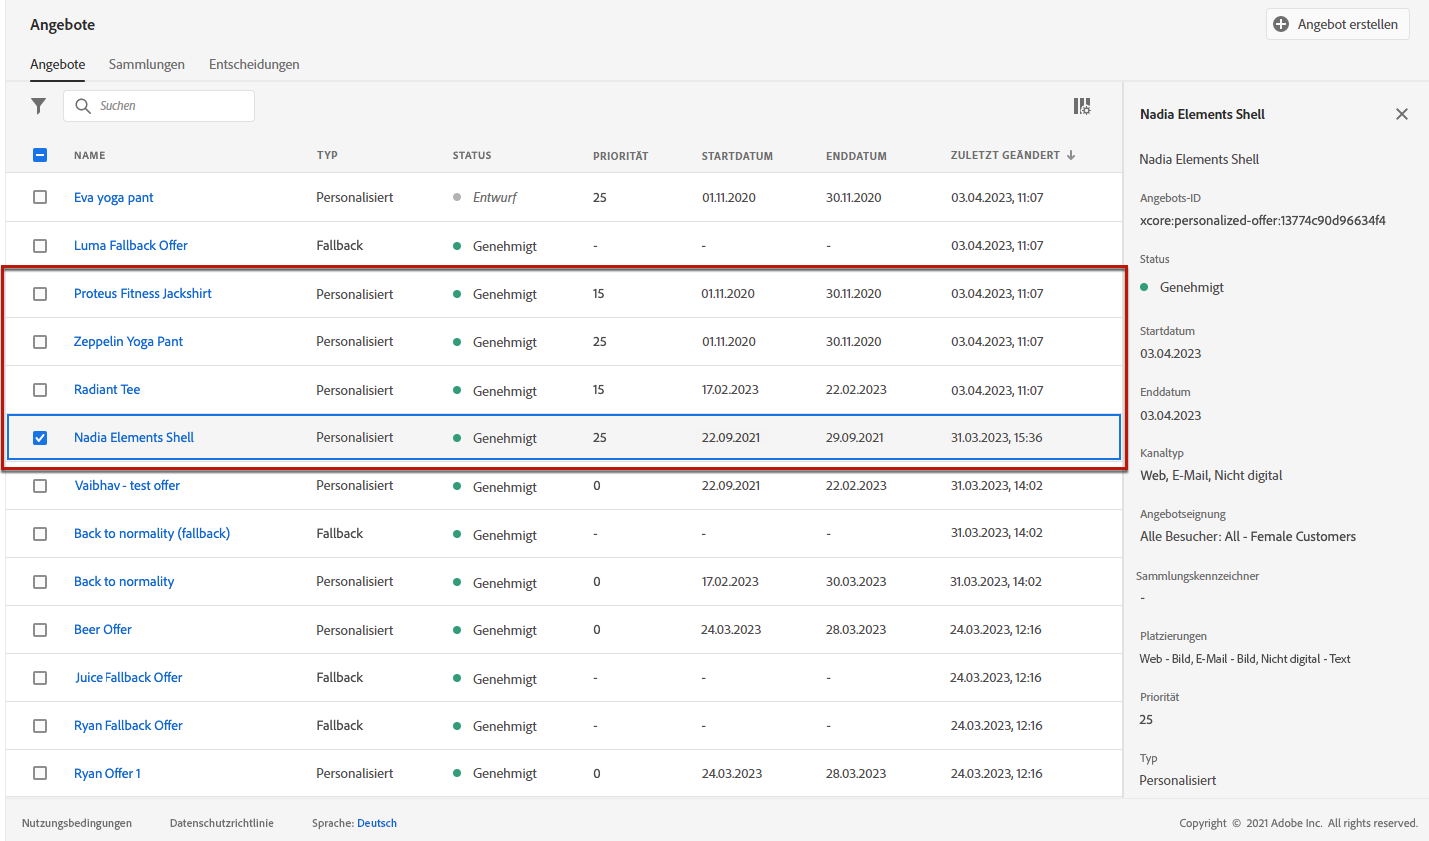 Angebote
Angebot erstellen
Angebote Sammlungen Entscheidungen
Suchen
NAME TYP STATUS PRIORITÄT STARTDATUM ENDDATUM ZULETZT GEÄNDERT
Eva yoga pant Personalisiert Entwurf 25 01.11.2020 30.11.2020 03.04.2023, 11:07
Luma Fallback Offer Fallback Genehmigt - - - 03.04.2023, 11:07
Proteus Fitness Jackshirt Personalisiert Genehmigt 15 01.11.2020 30.11.2020 03.04.2023, 11:07
Zeppelin Yoga Pant Personalisiert Genehmigt 25 01.11.2020 30.11.2020 03.04.2023, 11:07
Radiant Tee Personalisiert Genehmigt 15 17.02.2023 22.02.2023 03.04.2023, 11:07
Nadia Elements Shell Personalisiert Genehmigt 25 22.09.2021 29.09.2021 31.03.2023, 15:36
Vaibhav - test offer Personalisiert Genehmigt 0 22.09.2021 22.02.2023 31.03.2023, 14:02
Back to normality (fallback) Fallback Genehmigt - - - 31.03.2023, 14:02
Back to normality Personalisiert Genehmigt 0 17.02.2023 30.03.2023 31.03.2023, 14:02
Beer Offer Personalisiert Genehmigt 0 24.03.2023 28.03.2023 24.03.2023, 12:16
Juice Fallback Offer Fallback Genehmigt - - - 24.03.2023, 12:16
Ryan Fallback Offer Fallback Genehmigt - - - 24.03.2023, 12:16
Ryan Offer 1 Personalisiert Genehmigt 0 24.03.2023 28.03.2023 24.03.2023, 12:16
Nadia Elements Shell
Nadia Elements Shell
Angebots-ID
xcore:personalized-offer:13774c90d96634f4
Status
Genehmigt
Startdatum
03.04.2023
Enddatum
03.04.2023
Kanaltyp
Web, E-Mail, Nicht digital
Angebotseignung
Alle Besucher: All - Female Customers
Sammlungskennzeichner
-
Platzierungen
Web - Bild, E-Mail - Bild, Nicht digital - Text
Priorität
25
Typ
Personalisiert
Nutzungsbedingungen Datenschutzrichtlinie Sprache: Deutsch Copyright © 2021 Adobe Inc. All rights reserved.